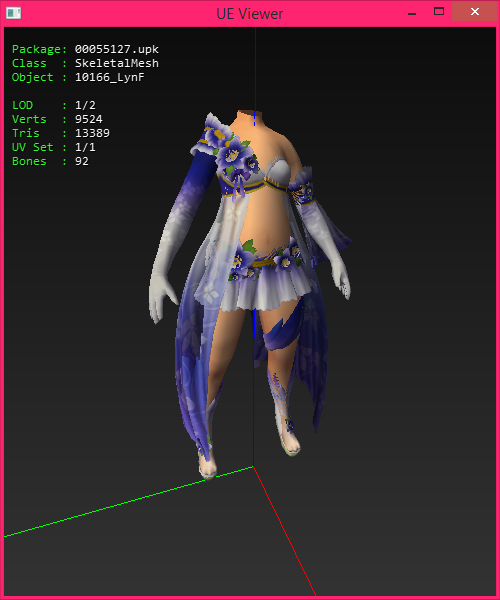 UE Viewer
Package: 00055127.upk
Class : SkeletalMesh
Object : 10166_LynF
LOD : 1/2
Verts : 9524
Tris : 13389
UV Set : 1/1
Bones : 92